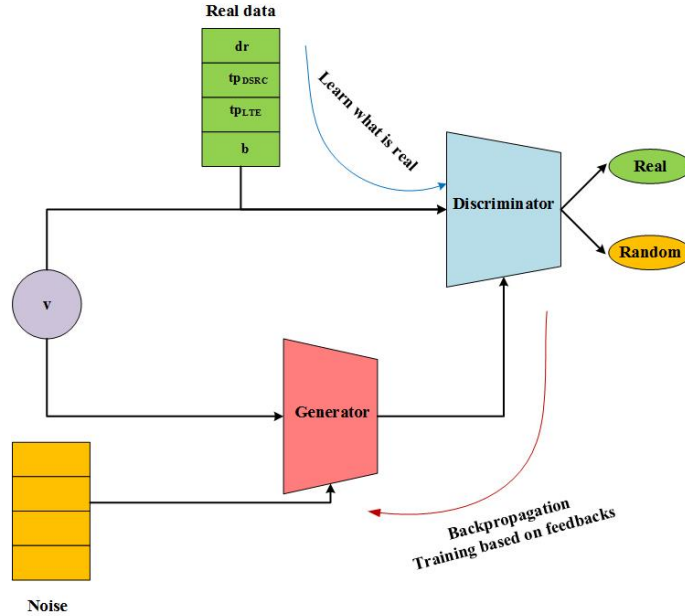 Real data
dr
tpDSRC
tpLTE
b
Learn what is real
Discriminator
Real
Random
v
Generator
Backpropagation
Training based on feedbacks
Noise